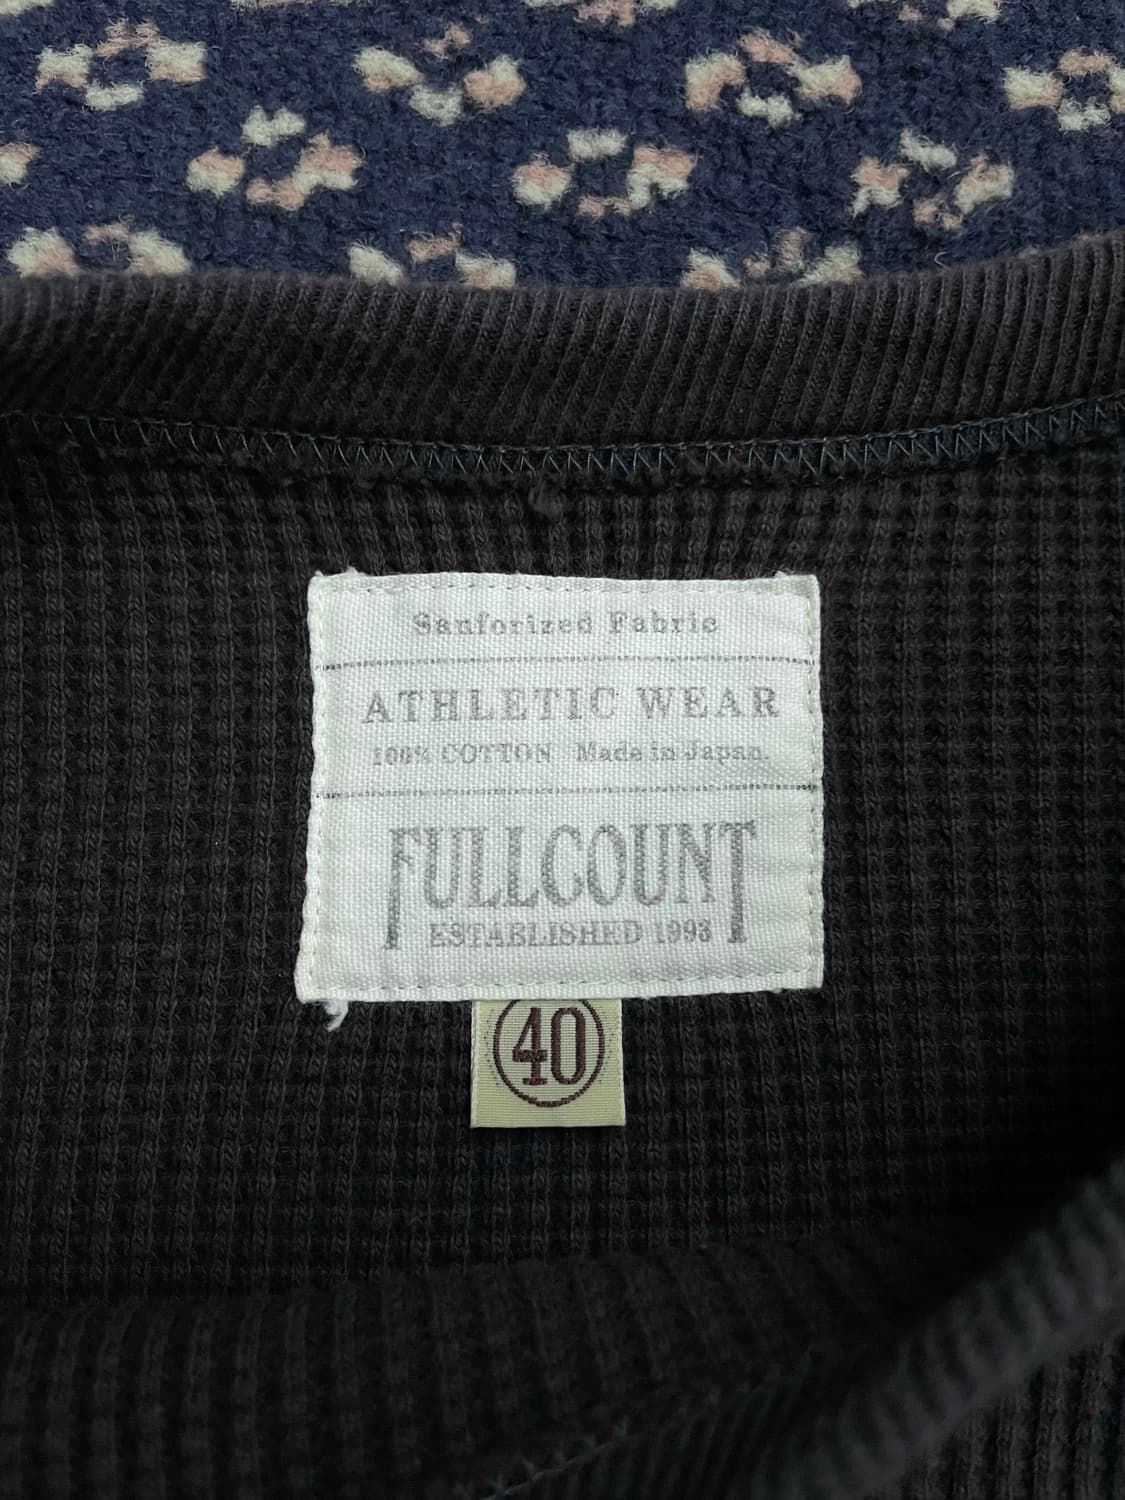 Sanforized Fabric
ATHLETIC WEAR
100% COTTON Made in Japan.
FULLCOUNT
ESTABLISHED 1993
40